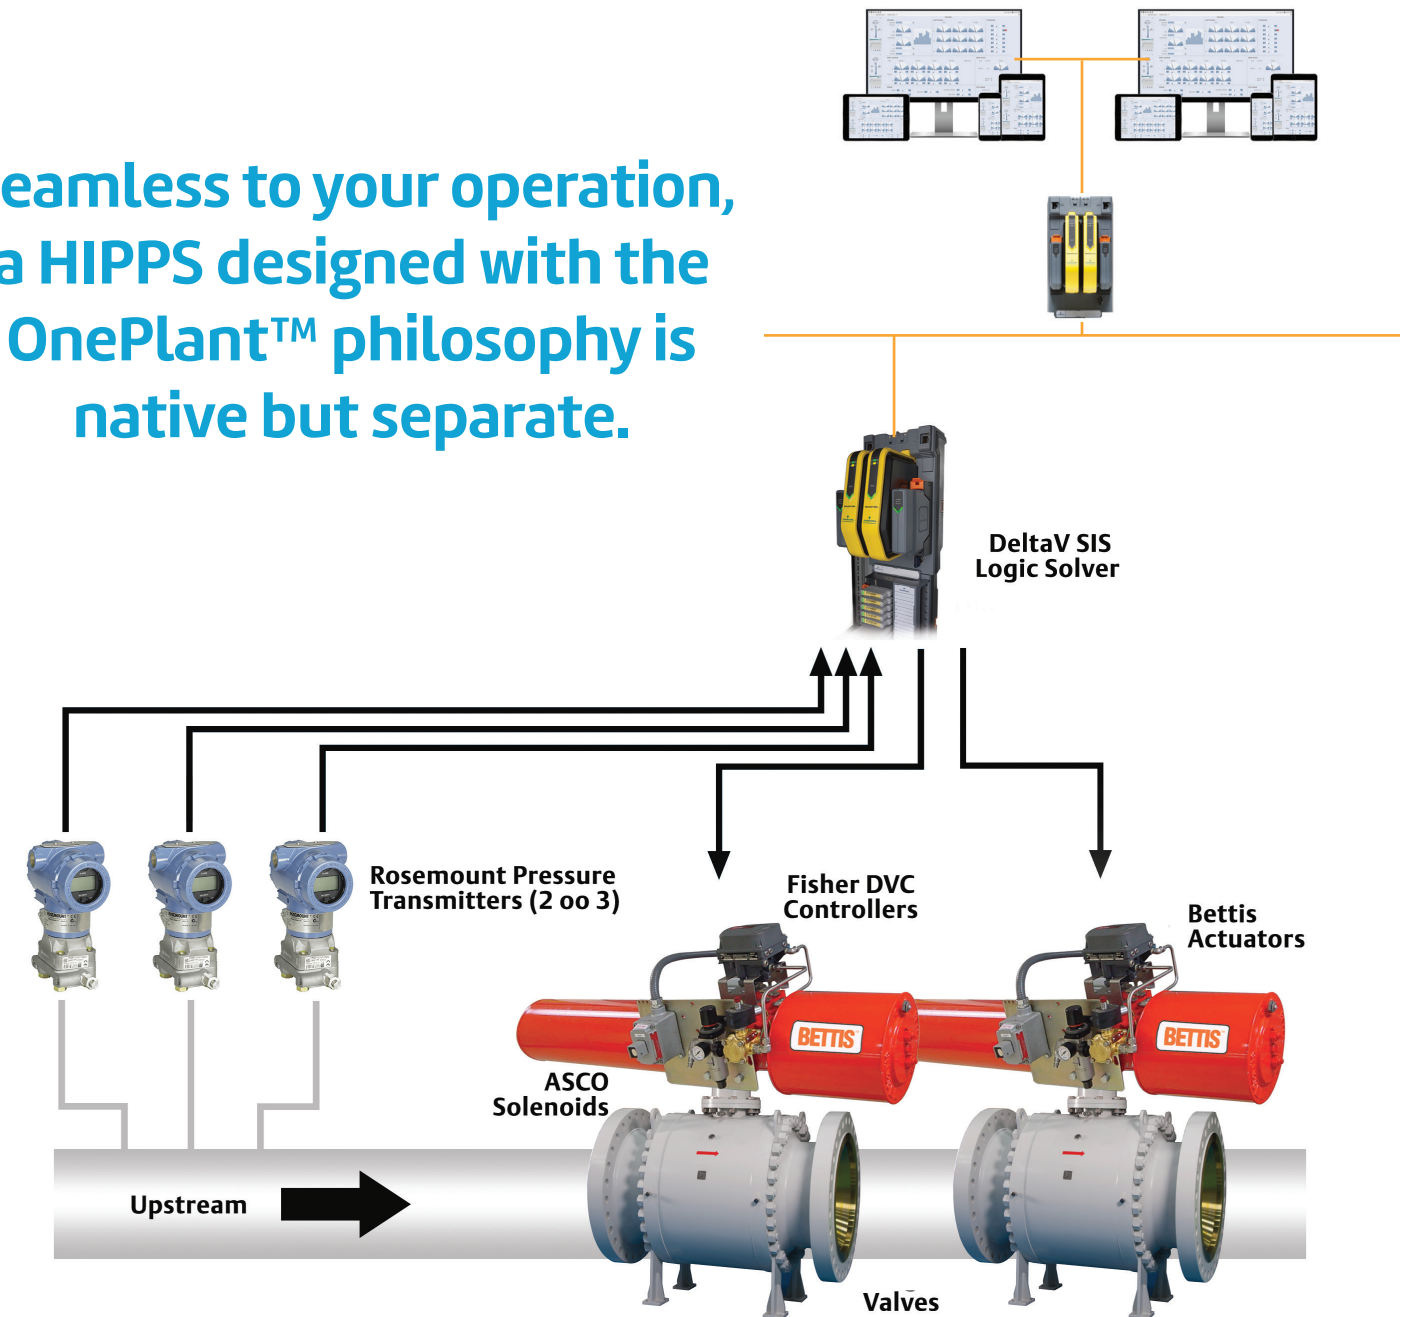 eamless to your operation,
a HIPPS designed with the
OnePlant™ philosophy is
native but separate.
DeltaV SIS
Logic Solver
Rosemount Pressure
Transmitters (2 oo 3)
Fisher DVC
Controllers
Bettis
Actuators
BETTIS
BETTIS
ASCO
Solenoids
Upstream
Valves